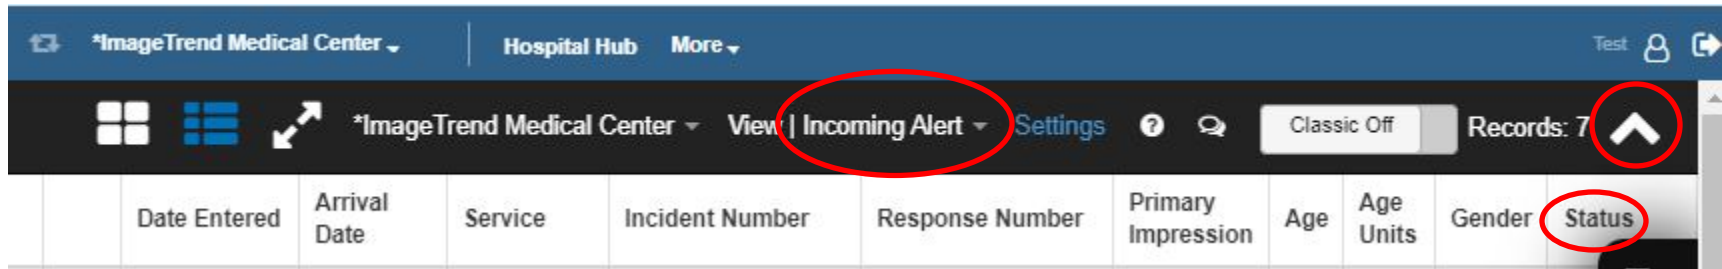 *ImageTrend Medical Center Hospital Hub More Test
*ImageTrend Medical Center View | Incoming Alert Settings ? Classic Off Records: 7
Date Entered Arrival Date Service Incident Number Response Number Primary Impression Age Age Units Gender Status